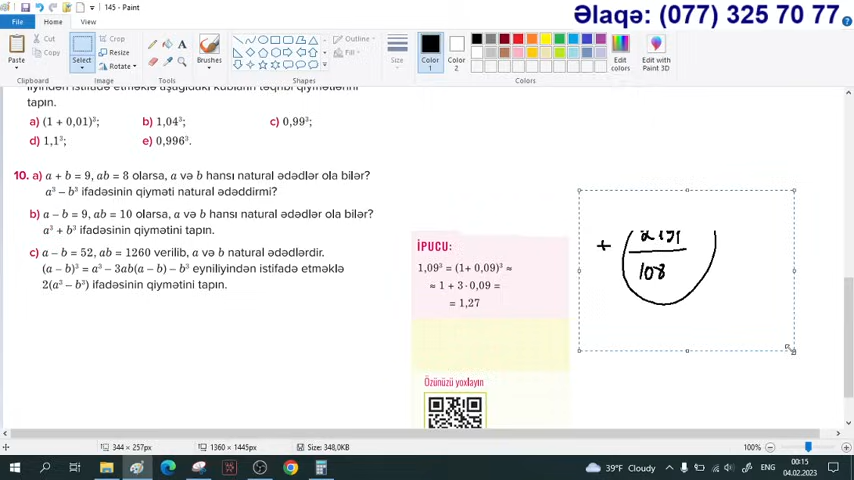 145 - Paint
Əlaqə: (077) 325 70 77
File
Home
View
Paste
Cut
Copy
Clipboard
Select
Crop
Resize
Rotate
Image
Tools
Brushes
Outline
Fill
Shapes
Size
Color 1
Color 2
Edit colors
Edit with Paint 3D
Colors
tapın.
a) (1 + 0,01)³;
b) 1,04³;
c) 0,99³;
d) 1,1³;
e) 0,996³.
10. a) a + b = 9, ab = 8 olarsa, a və b hansı natural ədədlər ola bilər?
a³ − b³ ifadəsinin qiyməti natural ədəddirmi?
b) a − b = 9, ab = 10 olarsa, a və b hansı natural ədədlər ola bilər?
a³ + b³ ifadəsinin qiymətini tapın.
c) a − b = 52, ab = 1260 verilib, a və b natural ədədlərdir.
(a − b)³ = a³ − 3ab(a − b) − b³ eyniliyindən istifadə etməklə
2(a³ − b³) ifadəsinin qiymətini tapın.
İPUCU:
1,09³ = (1+ 0,09)³ ≈
≈ 1 + 3·0,09 =
= 1,27
Özünüzü yoxlayın
+
108
344 × 257px
1360 × 1445px
Size: 348,0KB
100%
39°F Cloudy
ENG
00:15
04.02.2023